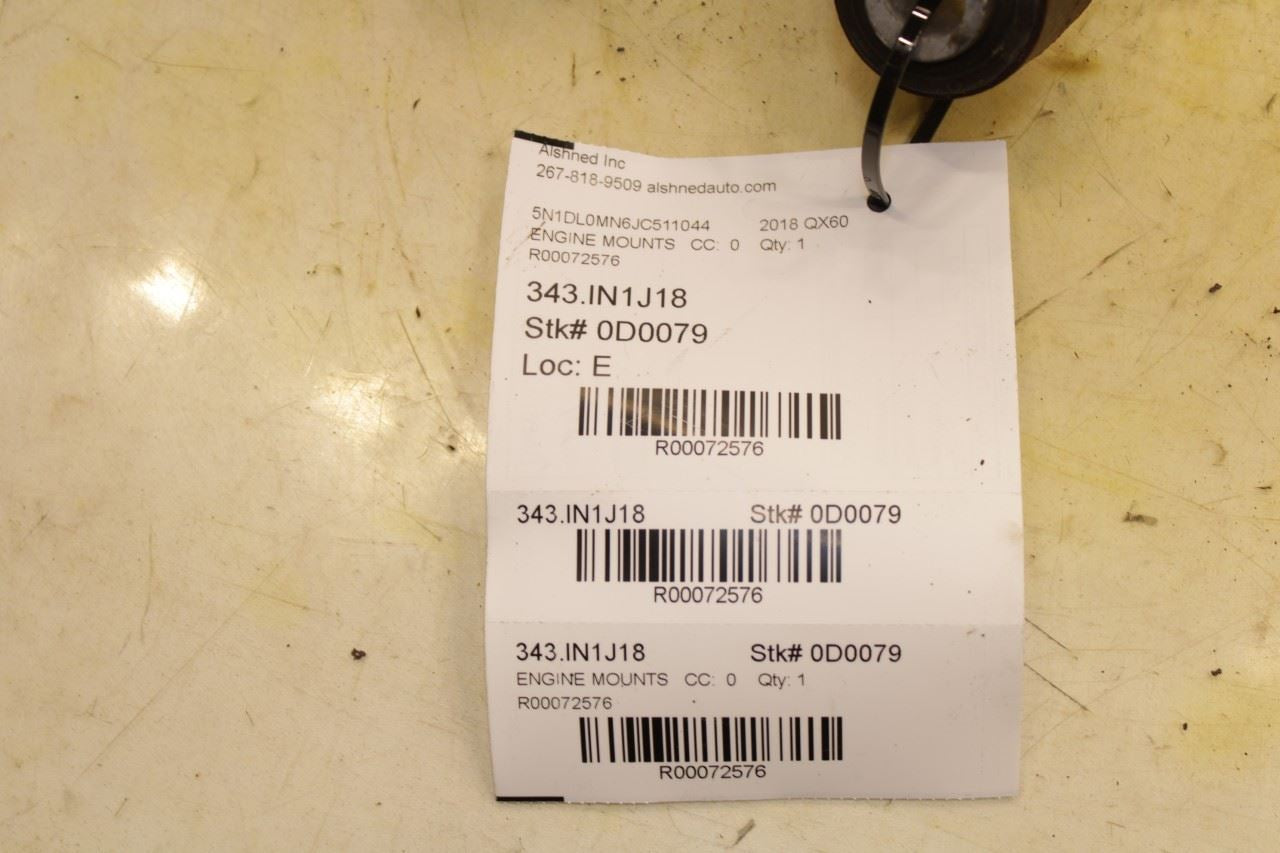 Alshned Inc
267-818-9509 alshnedauto.com
5N1DL0MN6JC511044 2018 QX60
ENGINE MOUNTS CC: 0 Qty: 1
R00072576
343.IN1J18
Stk# 0D0079
Loc: E
R00072576
343.IN1J18 Stk# 0D0079
R00072576
343.IN1J18 Stk# 0D0079
ENGINE MOUNTS CC: 0 Qty: 1
R00072576
R00072576